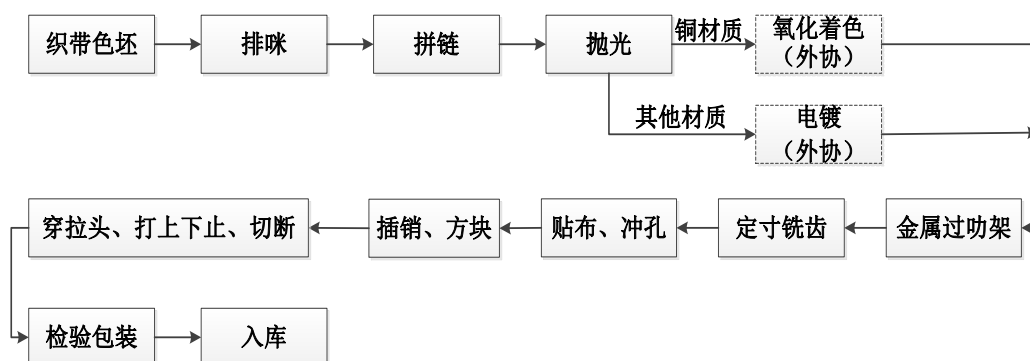 织带色坯
排咪
拼链
抛光
铜材质
氧化着色
（外协）
其他材质
电镀
（外协）
穿拉头、打上下止、切断
插销、方块
贴布、冲孔
定寸铣齿
金属过叻架
检验包装
入库